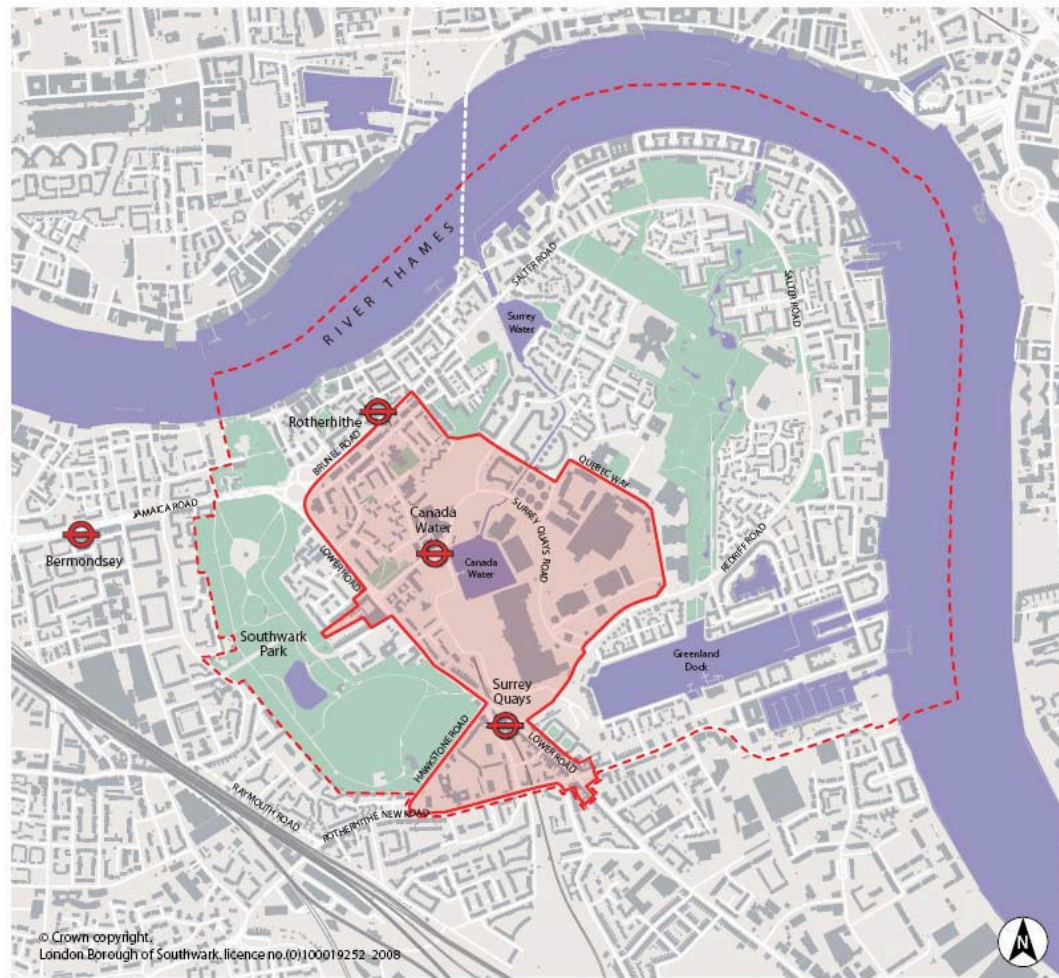 RIVER THAMES
SALTER ROAD
SALTER ROAD
Surrey
Water
Rotherhithe
BRUNEL ROAD
QUEBEC WAY
JAMAICA ROAD
Bermondsey
Canada
Water
SURREY QUAYS ROAD
LOWER ROAD
Canada
Water
REDRIFF ROAD
Southwark
Park
Greenland
Dock
Surrey
Quays
HAWKSTONE ROAD
LOWER ROAD
RAYMOUTH ROAD
ROTHERHITHE NEW ROAD
© Crown copyright.
London Borough of Southwark. licence no.(0)100019252 2008
N